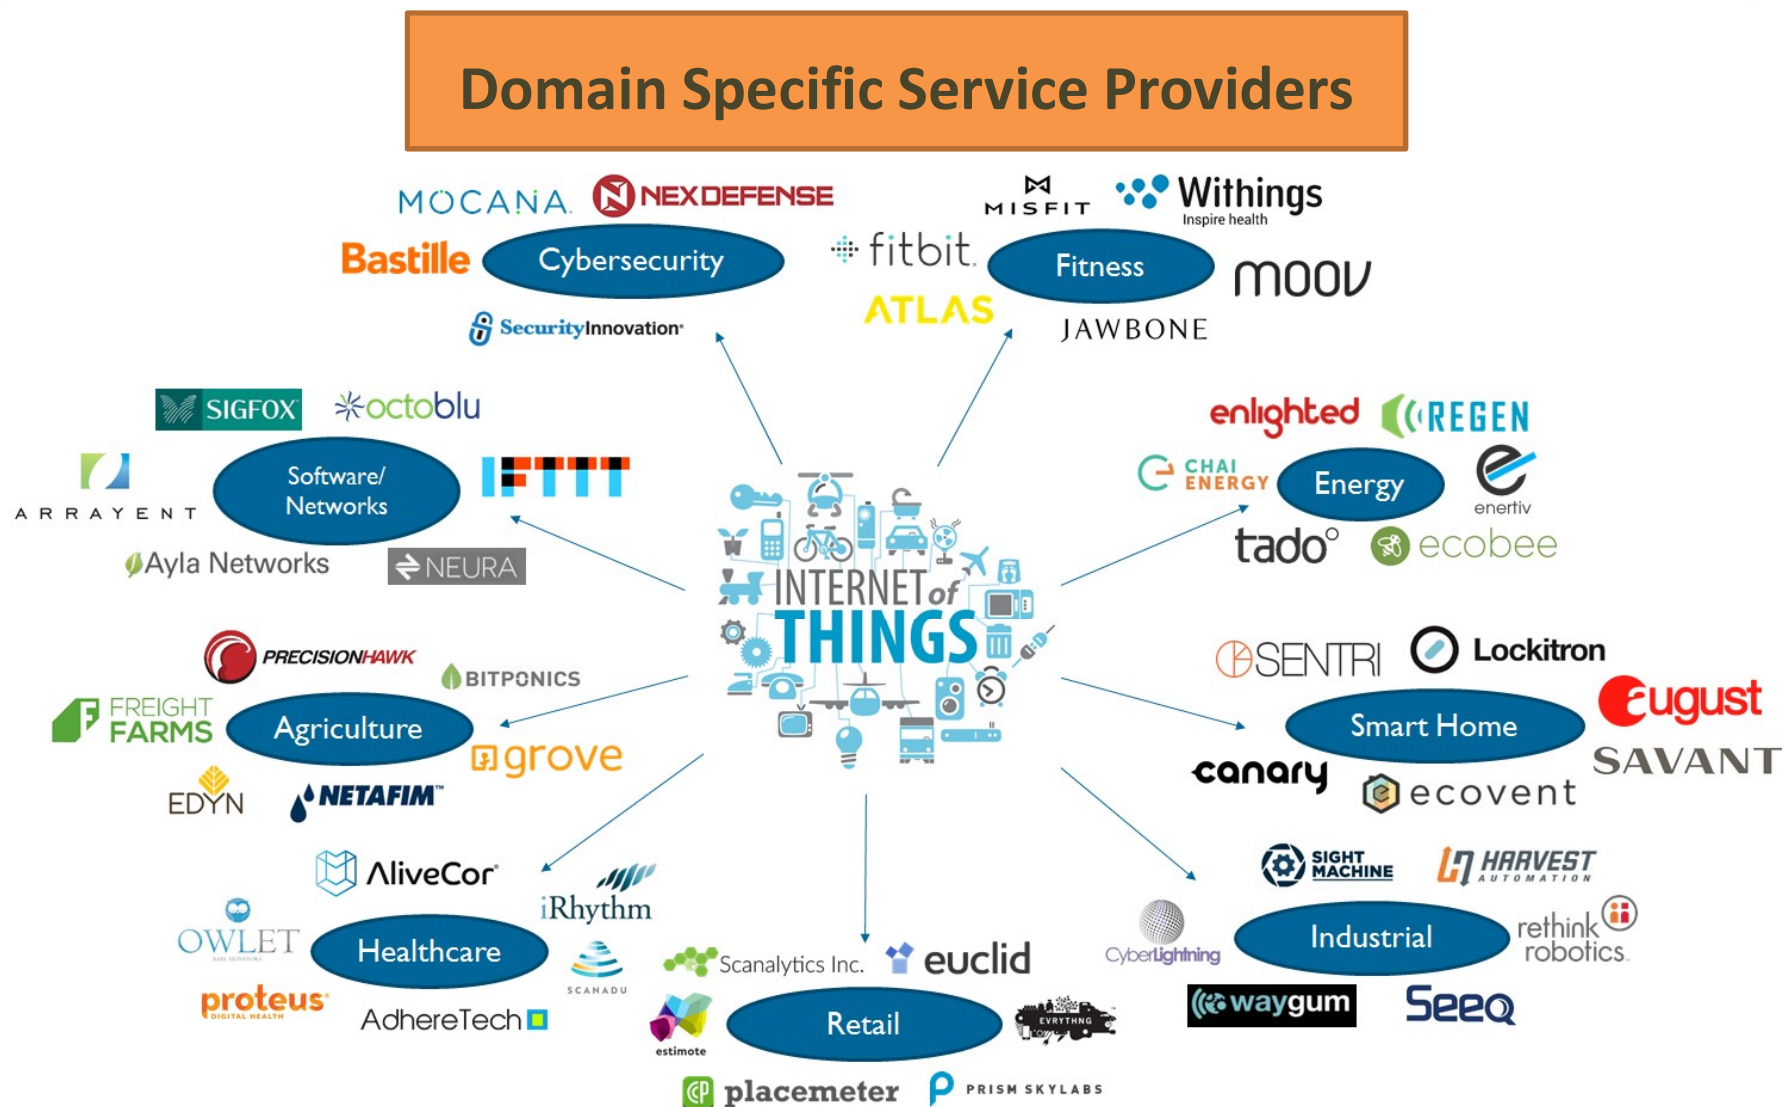 Domain Specific Service Providers
MOCANA
NEXDEFENSE
Bastille
Cybersecurity
SecurityInnovation
MISFIT
Withings
Inspire health
fitbit
Fitness
MOOV
ATLAS
JAWBONE
SIGFOX
octoblu
ARRAYENT
Software/
Networks
IFTTT
Ayla Networks
NEURA
enlighted
REGEN
CHAI
ENERGY
Energy
enertiv
tado°
ecobee
INTERNET of
THINGS
PRECISIONHAWK
BITPONICS
FREIGHT
FARMS
Agriculture
grove
EDYN
NETAFIM™
SENTRI
Lockitron
august
Smart Home
SAVANT
canary
ecovent
AliveCor
iRhythm
OWLET
BABY MONITORS
Healthcare
SCANADU
proteus
DIGITAL HEALTH
AdhereTech
Scanalytics Inc.
euclid
estimote
Retail
EVRYTHNG
placemeter
PRISM SKYLABS
SIGHT
MACHINE
HARVEST
AUTOMATION
CyberLightning
Industrial
rethink
robotics
waygum
SeeQ